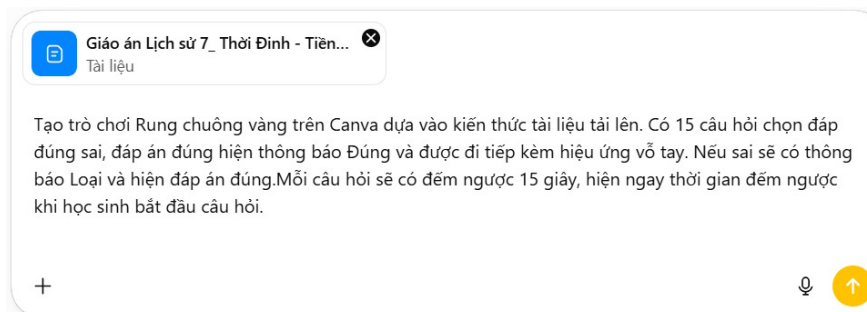 Giáo án Lịch sử 7_ Thời Đinh - Tiền...
Tài liệu
Tạo trò chơi Rung chuông vàng trên Canva dựa vào kiến thức tài liệu tải lên. Có 15 câu hỏi chọn đáp
đúng sai, đáp án đúng hiện thông báo Đúng và được đi tiếp kèm hiệu ứng vỗ tay. Nếu sai sẽ có thông
báo Loại và hiện đáp án đúng.Mỗi câu hỏi sẽ có đếm ngược 15 giây, hiện ngay thời gian đếm ngược
khi học sinh bắt đầu câu hỏi.